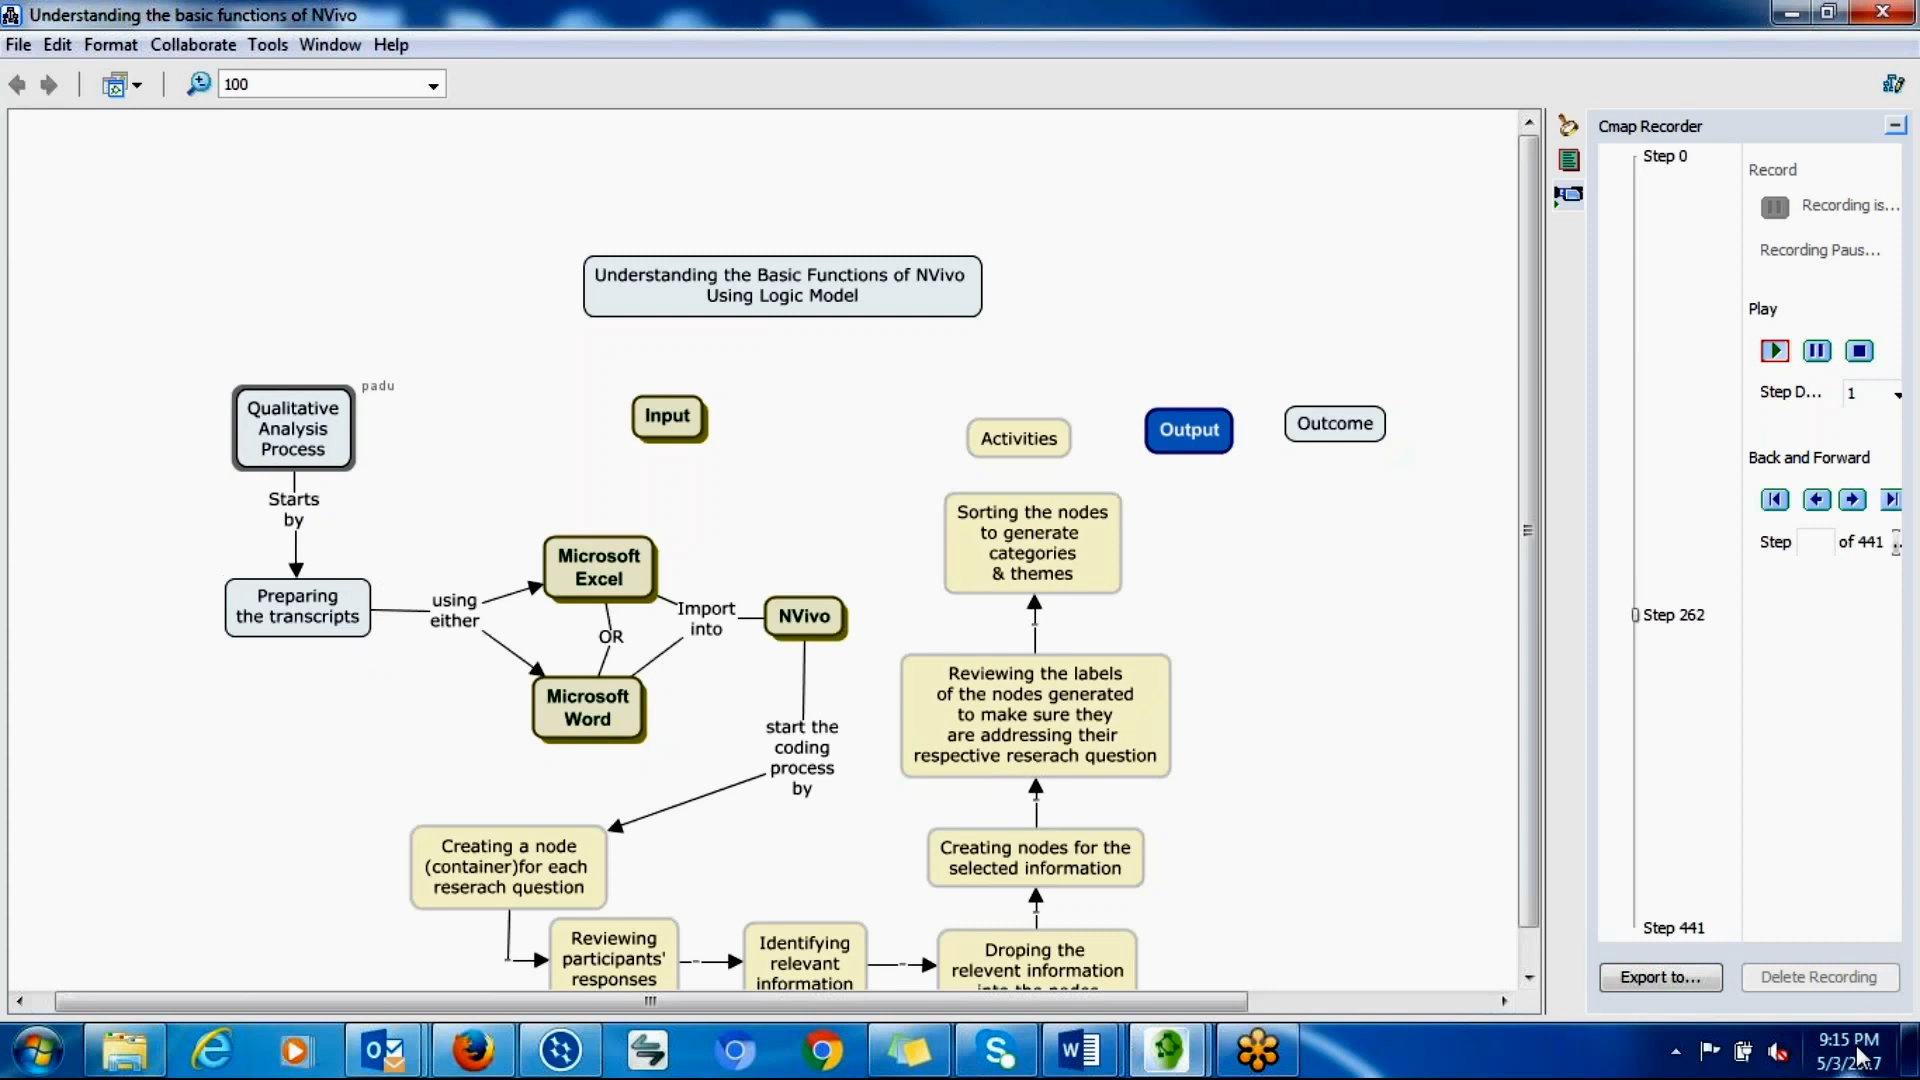 Understanding the basic functions of NVivo
File Edit Format Collaborate Tools Window Help
100
Understanding the Basic Functions of NVivo
Using Logic Model
Qualitative
Analysis
Process
padu
Input
Activities
Output
Outcome
Starts
by
Preparing
the transcripts
using
either
Microsoft
Excel
OR
Microsoft
Word
Import
into
NVivo
start the
coding
process
by
Creating a node
(container)for each
reserach question
Reviewing
participants'
responses
Identifying
relevant
information
Droping the
relevent information
into the nodes
Creating nodes for the
selected information
Reviewing the labels
of the nodes generated
to make sure they
are addressing their
respective reserach question
Sorting the nodes
to generate
categories
& themes
Cmap Recorder
Step 0
Step 262
Step 441
Record
Recording is...
Recording Paus...
Play
Step D... 1
Back and Forward
Step of 441
Export to...
Delete Recording
9:15 PM